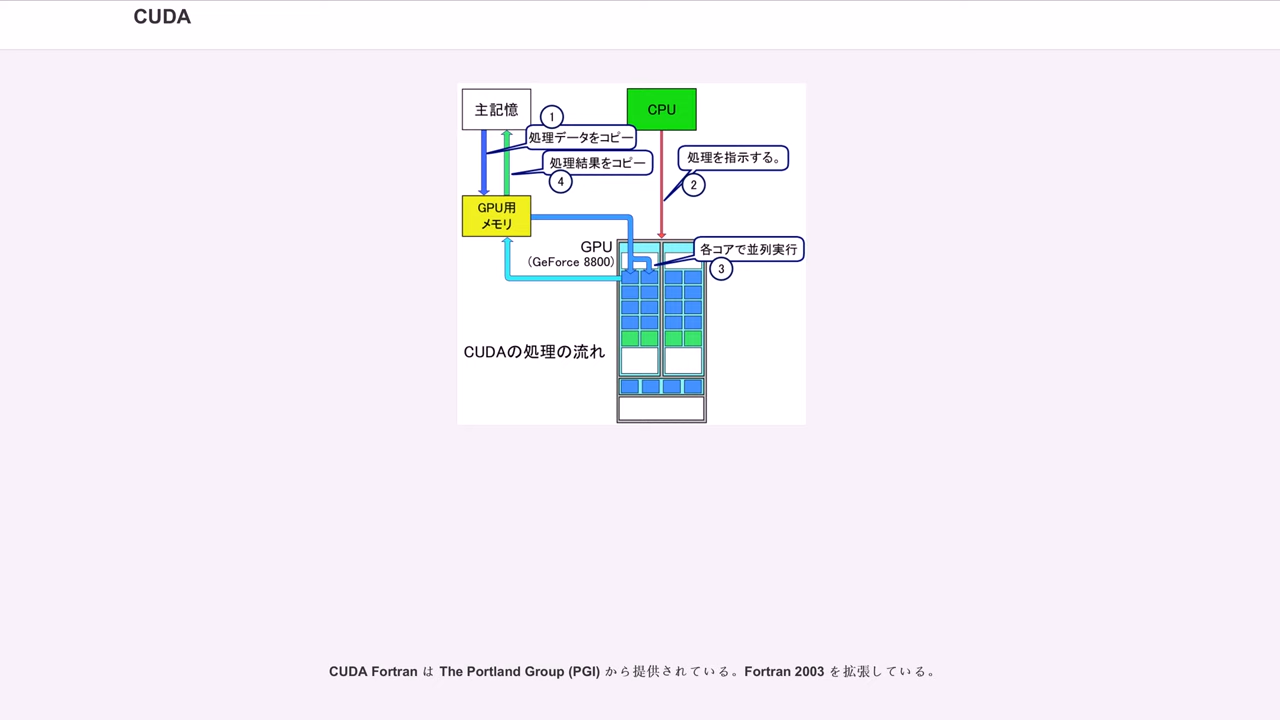 CUDA
主記憶
1
CPU
処理データをコピー
処理結果をコピー
4
処理を指示する。
2
GPU用
メモリ
GPU
（GeForce 8800）
各コアで並列実行
3
CUDAの処理の流れ
CUDA Fortran は The Portland Group (PGI) から提供されている。Fortran 2003 を拡張している。